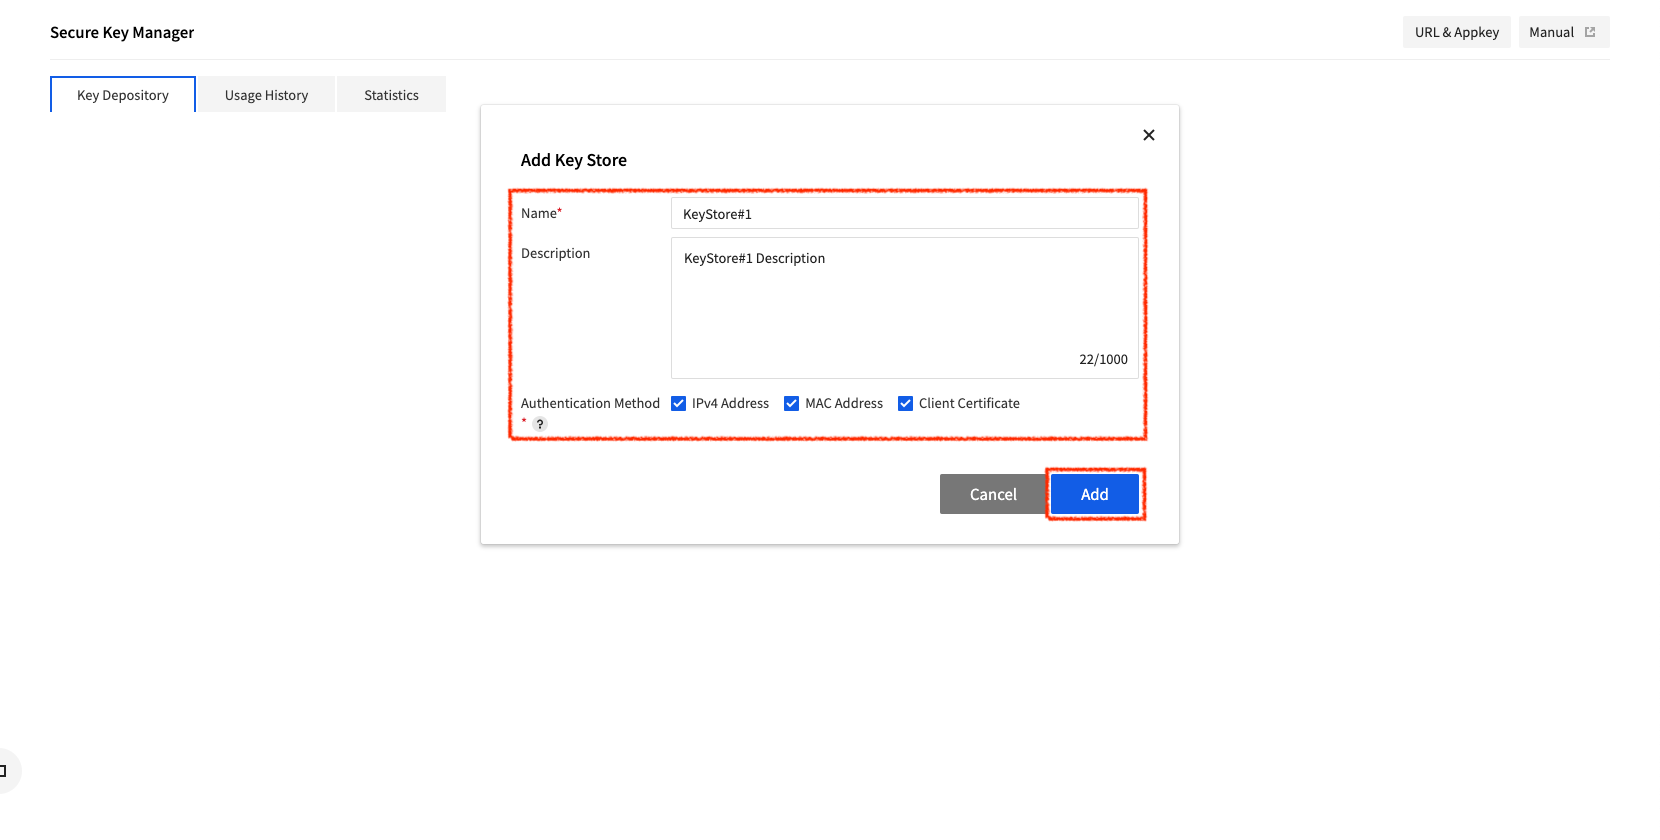 Secure Key Manager
URL & Appkey
Manual
Key Depository
Usage History
Statistics
Add Key Store
Name*
KeyStore#1
Description
KeyStore#1 Description
22/1000
Authentication Method
* ?
IPv4 Address
MAC Address
Client Certificate
Cancel
Add